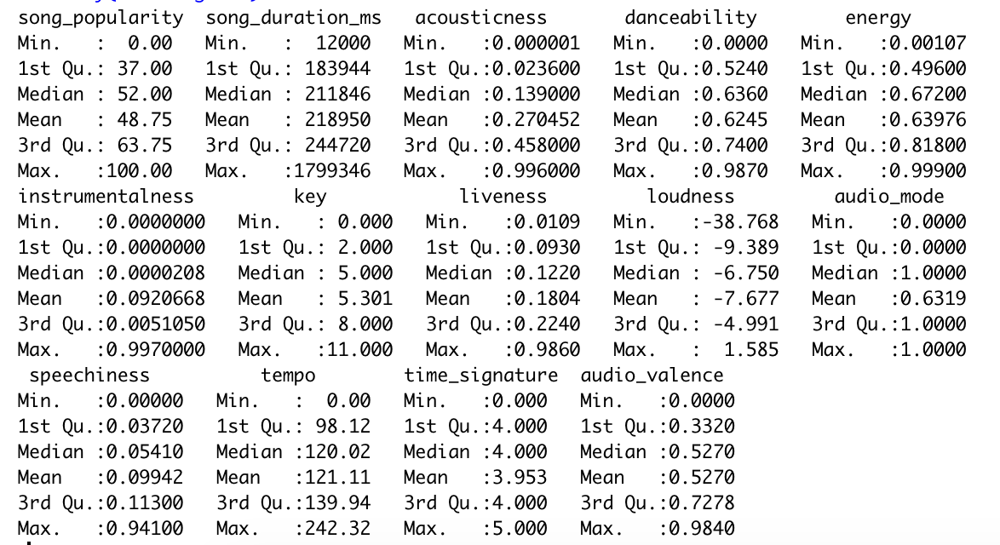 song_popularity  song_duration_ms   acousticness       danceability        energy
Min.   :  0.00   Min.   :  12000   Min.   :0.000001   Min.   :0.0000   Min.   :0.00107
1st Qu.: 37.00   1st Qu.: 183944   1st Qu.:0.023600   1st Qu.:0.5240   1st Qu.:0.49600
Median : 52.00   Median : 211846   Median :0.139000   Median :0.6360   Median :0.67200
Mean   : 48.75   Mean   : 218950   Mean   :0.270452   Mean   :0.6245   Mean   :0.63976
3rd Qu.: 63.75   3rd Qu.: 244720   3rd Qu.:0.458000   3rd Qu.:0.7400   3rd Qu.:0.81800
Max.   :100.00   Max.   :1799346   Max.   :0.996000   Max.   :0.9870   Max.   :0.99900
instrumentalness         key            liveness         loudness         audio_mode
Min.   :0.0000000   Min.   : 0.000   Min.   :0.0109   Min.   :-38.768   Min.   :0.0000
1st Qu.:0.0000000   1st Qu.: 2.000   1st Qu.:0.0930   1st Qu.: -9.389   1st Qu.:0.0000
Median :0.0000208   Median : 5.000   Median :0.1220   Median : -6.750   Median :1.0000
Mean   :0.0920668   Mean   : 5.301   Mean   :0.1804   Mean   : -7.677   Mean   :0.6319
3rd Qu.:0.0051050   3rd Qu.: 8.000   3rd Qu.:0.2240   3rd Qu.: -4.991   3rd Qu.:1.0000
Max.   :0.9970000   Max.   :11.000   Max.   :0.9860   Max.   :  1.585   Max.   :1.0000
speechiness          tempo        time_signature  audio_valence
Min.   :0.00000   Min.   :  0.00   Min.   :0.000   Min.   :0.0000
1st Qu.:0.03720   1st Qu.: 98.12   1st Qu.:4.000   1st Qu.:0.3320
Median :0.05410   Median :120.02   Median :4.000   Median :0.5270
Mean   :0.09942   Mean   :121.11   Mean   :3.953   Mean   :0.5270
3rd Qu.:0.11300   3rd Qu.:139.94   3rd Qu.:4.000   3rd Qu.:0.7278
Max.   :0.94100   Max.   :242.32   Max.   :5.000   Max.   :0.9840